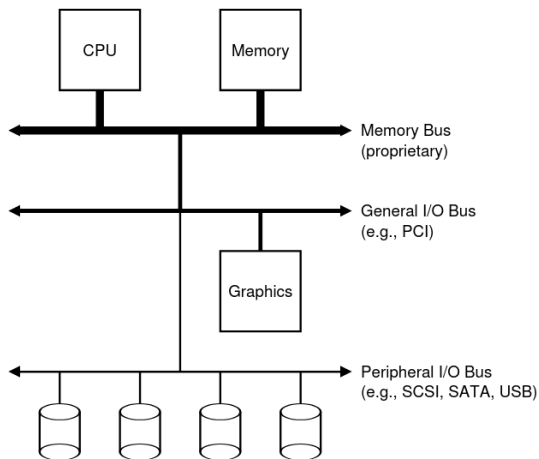 CPU
Memory
Memory Bus
(proprietary)
General I/O Bus
(e.g., PCI)
Graphics
Peripheral I/O Bus
(e.g., SCSI, SATA, USB)